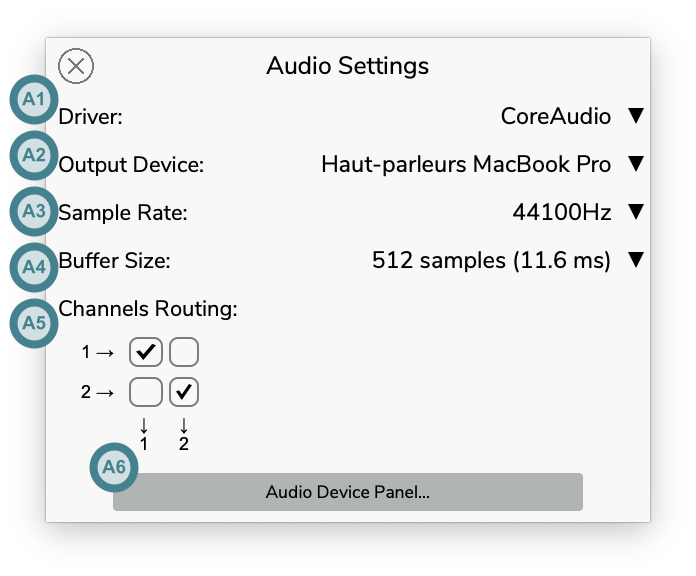 Audio Settings
A1
Driver: CoreAudio ▼
A2
Output Device: Haut-parleurs MacBook Pro ▼
A3
Sample Rate: 44100Hz ▼
A4
Buffer Size: 512 samples (11.6 ms) ▼
A5
Channels Routing:
1 → ✓
2 → ✓
↓ ↓
1 2
A6
Audio Device Panel...